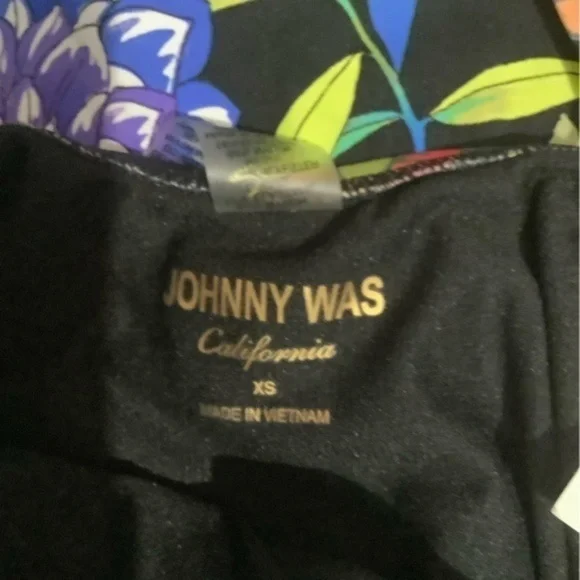 JOHNNY WAS
California
XS
MADE IN VIETNAM